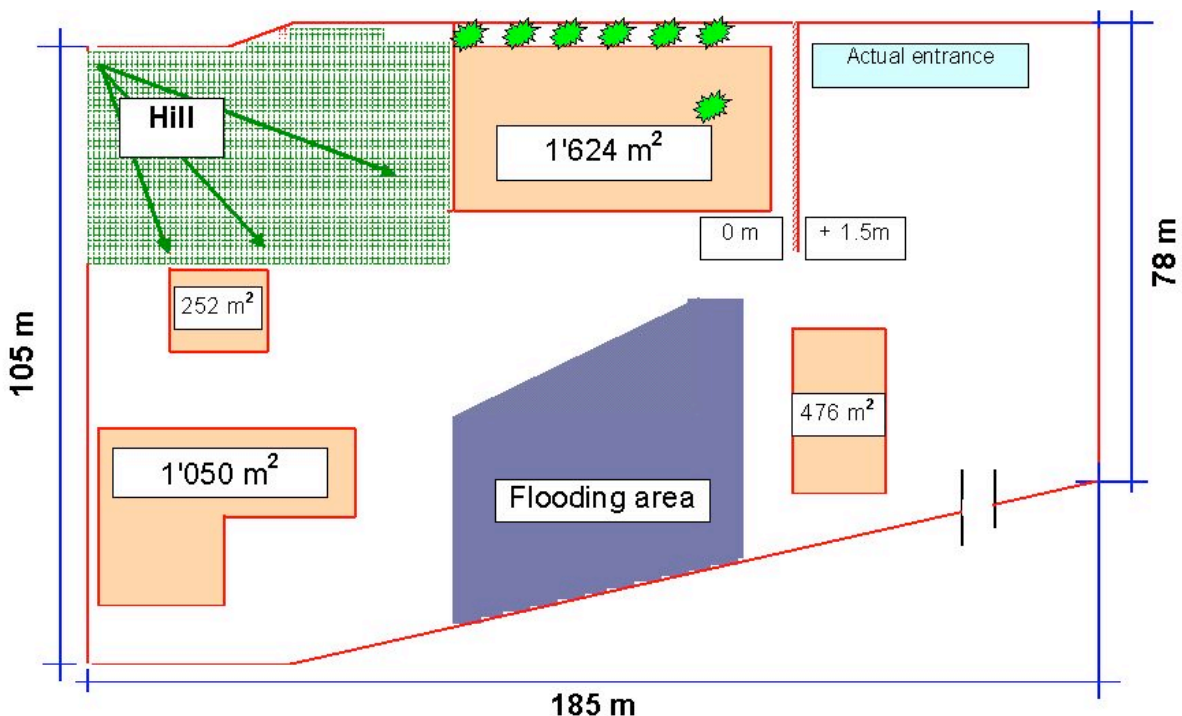 Actual entrance
Hill
1'624 m²
0 m
+ 1.5m
78 m
252 m²
105 m
476 m²
1'050 m²
Flooding area
185 m